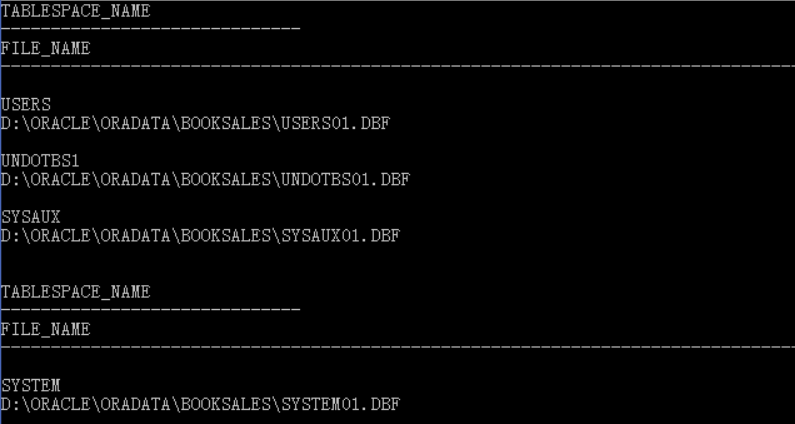 TABLESPACE_NAME
------------------------------
FILE_NAME
--------------------------------------------------------------------------------
USERS
D:\ORACLE\ORADATA\BOOKSALES\USERS01.DBF
UNDOTBS1
D:\ORACLE\ORADATA\BOOKSALES\UNDOTBS01.DBF
SYSAUX
D:\ORACLE\ORADATA\BOOKSALES\SYSAUX01.DBF
TABLESPACE_NAME
------------------------------
FILE_NAME
--------------------------------------------------------------------------------
SYSTEM
D:\ORACLE\ORADATA\BOOKSALES\SYSTEM01.DBF